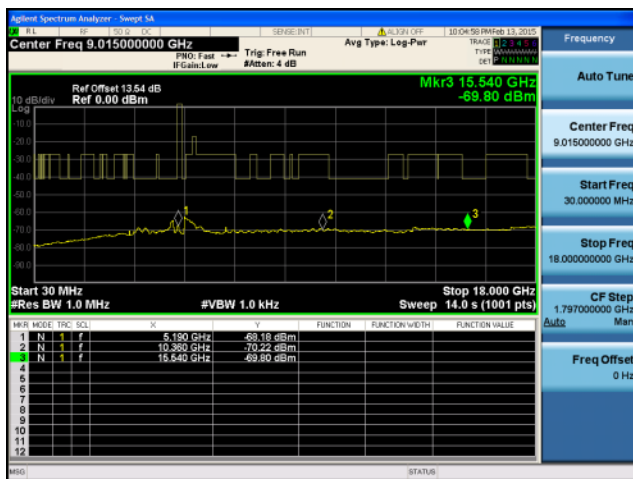 Agilent Spectrum Analyzer - Swept SA
RL RF 50 Ω DC SENSE:INT ALIGN OFF 10:04:58 PM Feb 13, 2015
Center Freq 9.015000000 GHz
PNO: Fast
IFGain:Low
Trig: Free Run
#Atten: 4 dB
Avg Type: Log-Pwr
TRACE 1 2 3 4 5 6
TYPE
DET P N N N N N
Mkr3 15.540 GHz
-69.80 dBm
Ref Offset 13.54 dB
Ref 0.00 dBm
10 dB/div
Log
-10.0
-20.0
-30.0
-40.0
-50.0
-60.0
-70.0
-80.0
-90.0
1
2
3
Start 30 MHz
Stop 18.000 GHz
#Res BW 1.0 MHz
#VBW 1.0 kHz
Sweep 14.0 s (1001 pts)
MKR MODE TRC SCL X Y FUNCTION FUNCTION WIDTH FUNCTION VALUE
1 N 1 f 5.190 GHz -68.18 dBm
2 N 1 f 10.360 GHz -70.22 dBm
3 N 1 f 15.540 GHz -69.80 dBm
4
5
6
7
8
9
10
11
12
MSG
STATUS
Frequency
Auto Tune
Center Freq
9.015000000 GHz
Start Freq
30.000000 MHz
Stop Freq
18.000000000 GHz
CF Step
1.797000000 GHz
Auto Man
Freq Offset
0 Hz